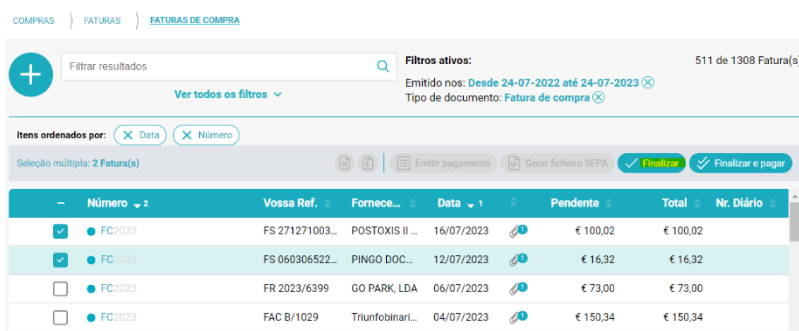 COMPRAS FATURAS FATURAS DE COMPRA
Filtrar resultados
Ver todos os filtros
Filtros ativos:
511 de 1308 Fatura(s)
Emitido nos: Desde 24-07-2022 até 24-07-2023
Tipo de documento: Fatura de compra
Itens ordenados por: Data Número
Seleção múltipla: 2 Fatura(s) Emitir pagamento Gerar ficheiro SEPA Finalizar Finalizar e pagar
Número 2 Vossa Ref. Fornece... Data 1 Pendente Total Nr. Diário
FC2023 FS 271271003... POSTOXIS II ... 16/07/2023 1 € 100,02 € 100,02
FC2023 FS 060306522... PINGO DOC... 12/07/2023 1 € 16,32 € 16,32
FC2023 FR 2023/6399 GO PARK, LDA 06/07/2023 1 € 73,00 € 73,00
FC2023 FAC B/1029 Triunfobinari... 04/07/2023 1 € 150,34 € 150,34